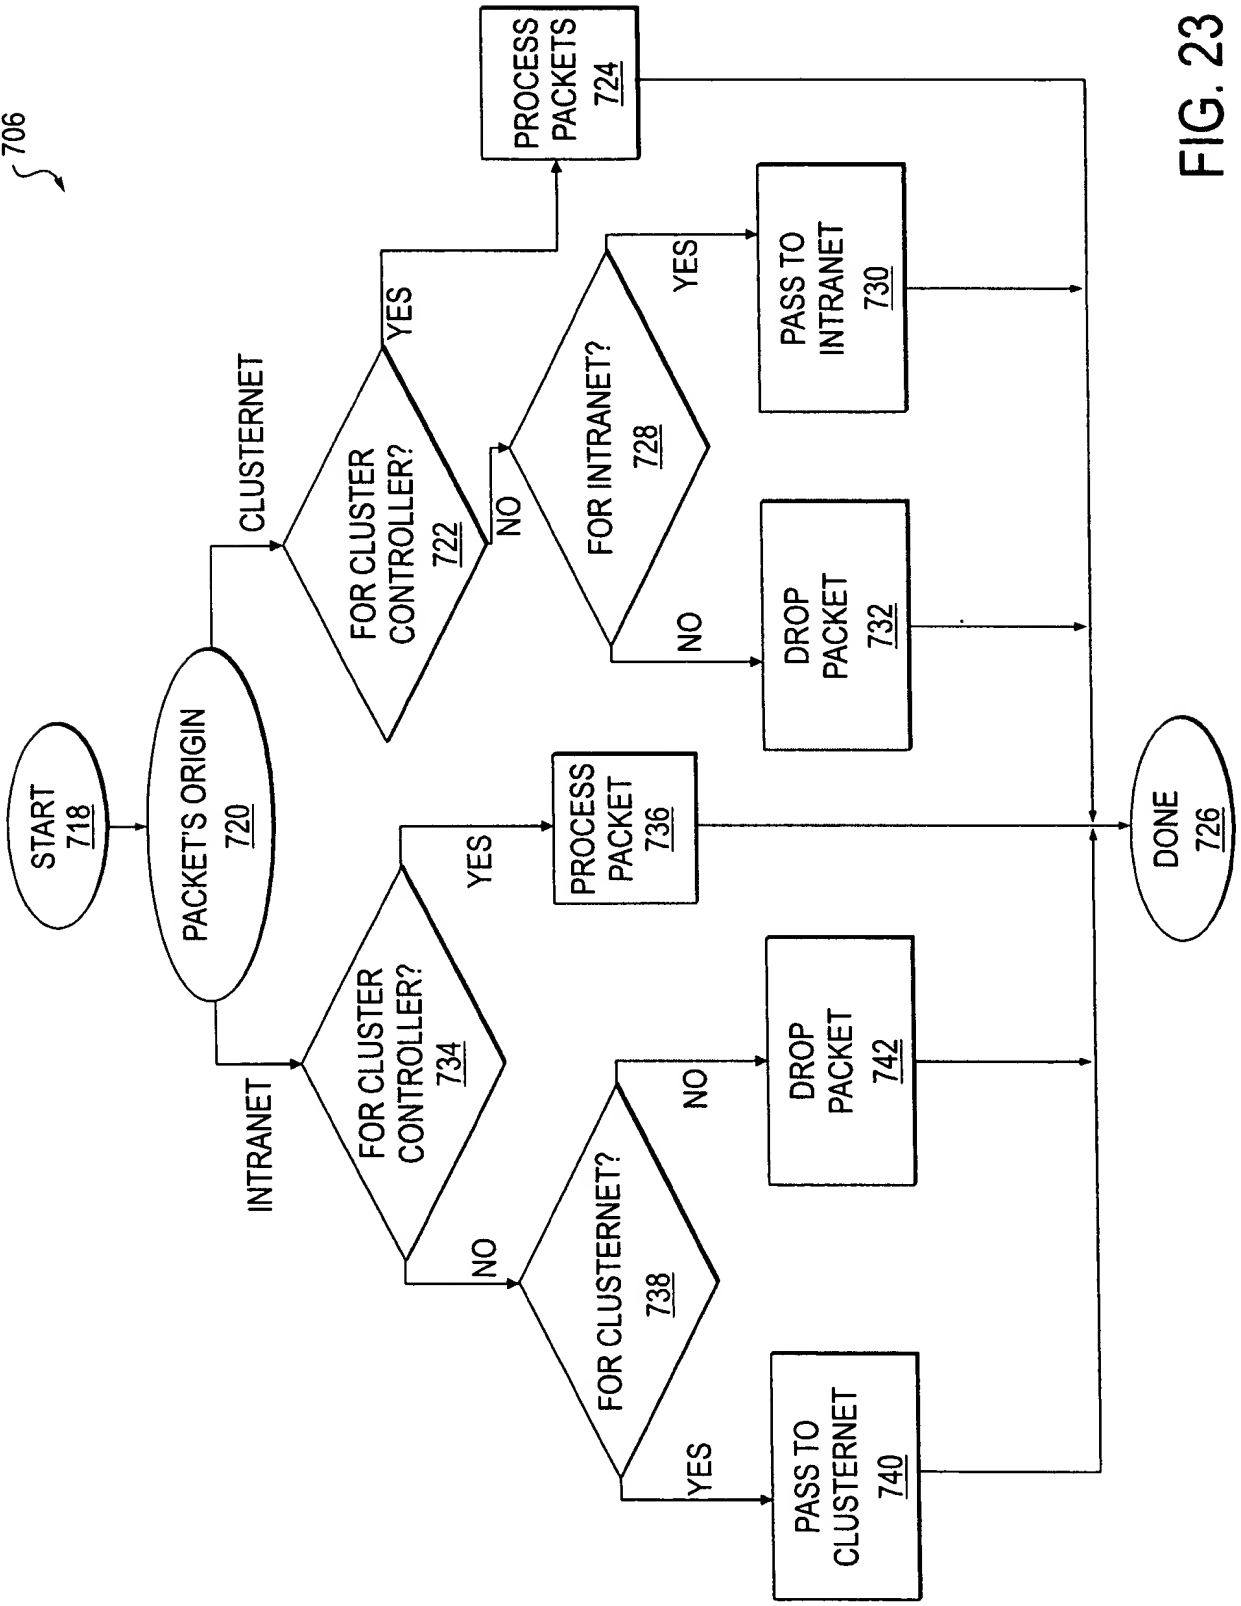 706
START
718
PACKET'S ORIGIN
720
INTRANET
CLUSTERNET
FOR CLUSTER
CONTROLLER?
734
FOR CLUSTER
CONTROLLER?
722
NO
YES
NO
YES
FOR CLUSTERNET?
738
PROCESS
PACKET
736
FOR INTRANET?
728
PROCESS
PACKETS
724
YES
NO
NO
YES
PASS TO
CLUSTERNET
740
DROP
PACKET
742
DROP
PACKET
732
PASS TO
INTRANET
730
DONE
726
FIG. 23